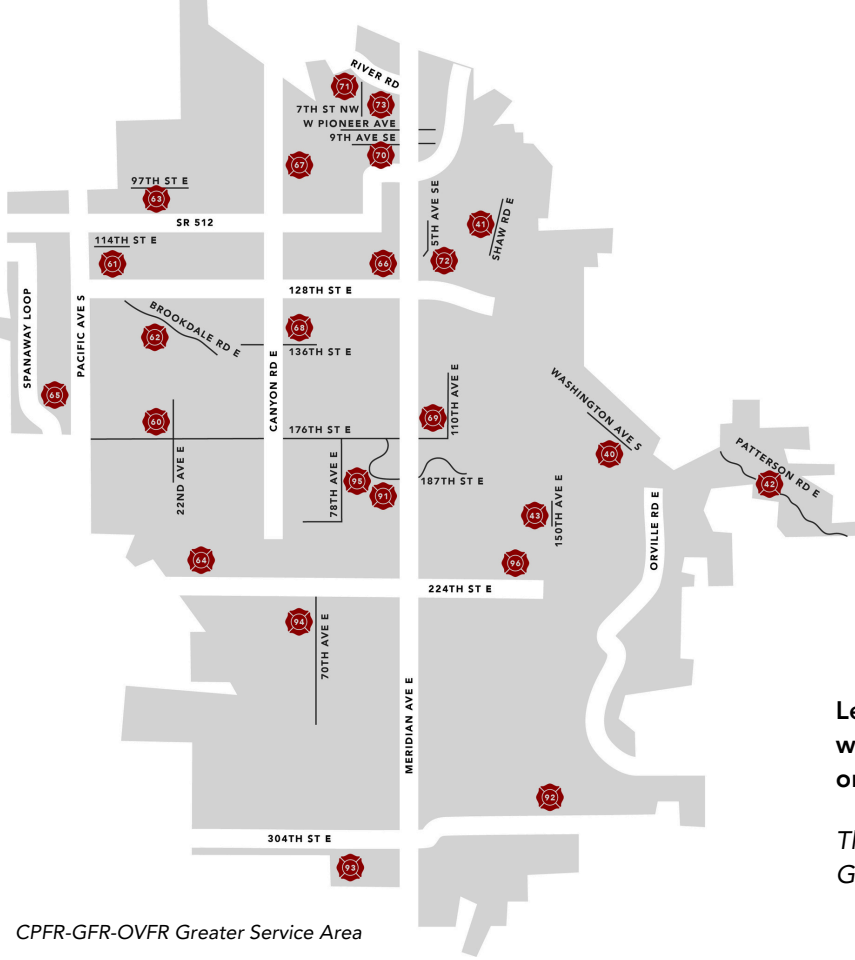 RIVER RD
71
73
7TH ST NW
W PIONEER AVE
9TH AVE SE
70
67
97TH ST E
63
5TH AVE SE
41
SHAW RD E
SR 512
114TH ST E
61
66
72
128TH ST E
SPANAWAY LOOP
PACIFIC AVE S
BROOKDALE RD E
62
68
136TH ST E
CANYON RD E
65
60
69
110TH AVE E
WASHINGTON AVE S
176TH ST E
40
PATTERSON RD E
42
22ND AVE E
78TH AVE E
95
91
187TH ST E
43
150TH AVE E
ORVILLE RD E
64
96
224TH ST E
94
70TH AVE E
MERIDIAN AVE E
92
304TH ST E
93
Le
w
or
Th
G
CPFR-GFR-OVFR Greater Service Area